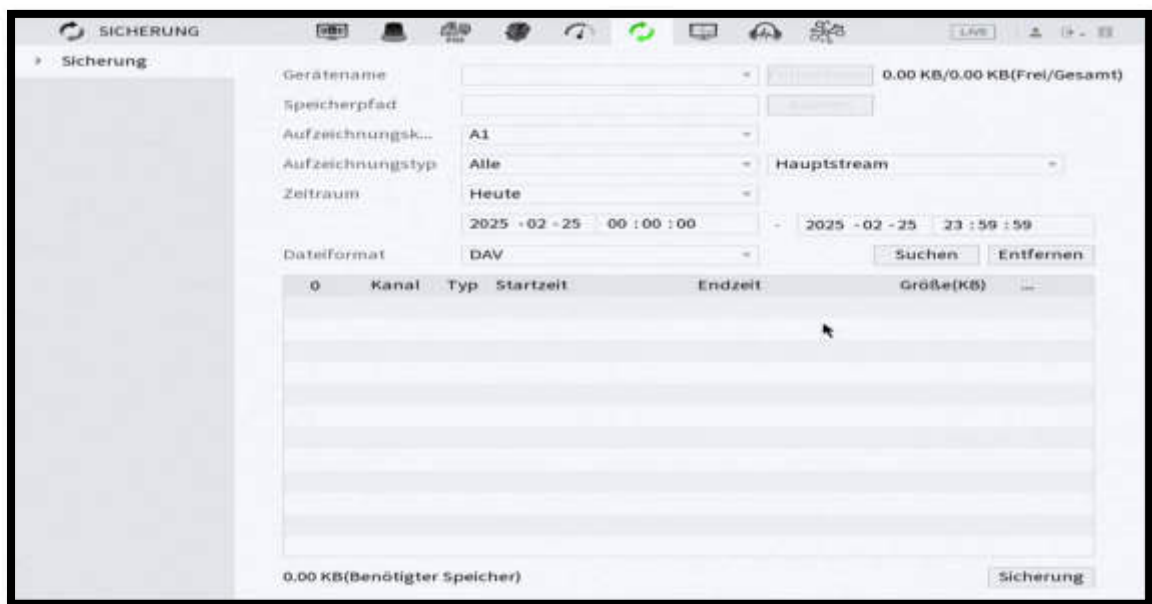 SICHERUNG
LIVE
Sicherung
Gerätename 0.00 KB/0.00 KB(Frei/Gesamt)
Speicherpfad
Aufzeichnungsk... A1
Aufzeichnungstyp Alle Hauptstream
Zeitraum Heute
2025 -02 -25 00 :00 :00 - 2025 -02 -25 23 :59 :59
Dateiformat DAV Suchen Entfernen
0 Kanal Typ Startzeit Endzeit Größe(KB) ...
0.00 KB(Benötigter Speicher) Sicherung